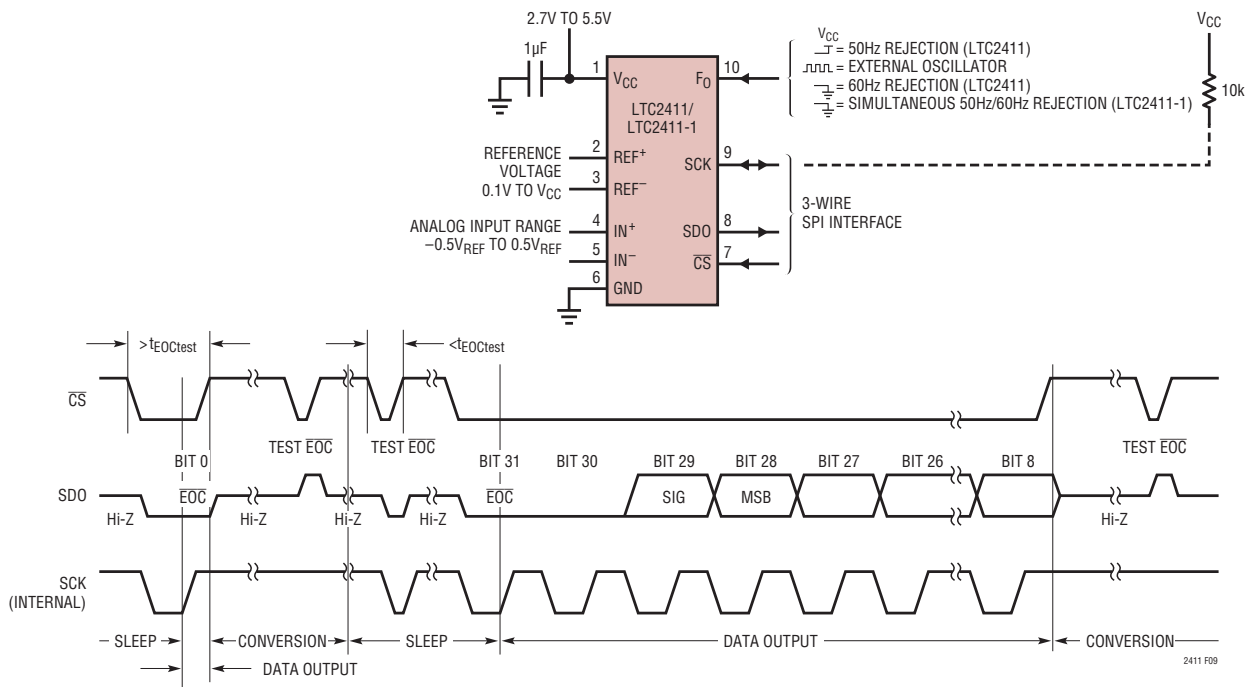 2.7V TO 5.5V
1µF
VCC
= 50Hz REJECTION (LTC2411)
= EXTERNAL OSCILLATOR
= 60Hz REJECTION (LTC2411)
= SIMULTANEOUS 50Hz/60Hz REJECTION (LTC2411-1)
VCC
10k
1
VCC
FO
10
LTC2411/
LTC2411-1
REFERENCE
VOLTAGE
0.1V TO VCC
2
REF+
3
REF–
SCK
9
ANALOG INPUT RANGE
–0.5VREF TO 0.5VREF
4
IN+
5
IN–
6
GND
SDO
8
CS
7
3-WIRE
SPI INTERFACE
>tEOCtest
<tEOCtest
CS
TEST EOC
TEST EOC
TEST EOC
BIT 0
BIT 31
BIT 30
BIT 29
BIT 28
BIT 27
BIT 26
BIT 8
SDO
EOC
EOC
SIG
MSB
Hi-Z
Hi-Z
Hi-Z
Hi-Z
Hi-Z
SCK
(INTERNAL)
SLEEP
CONVERSION
SLEEP
DATA OUTPUT
CONVERSION
DATA OUTPUT
2411 F09